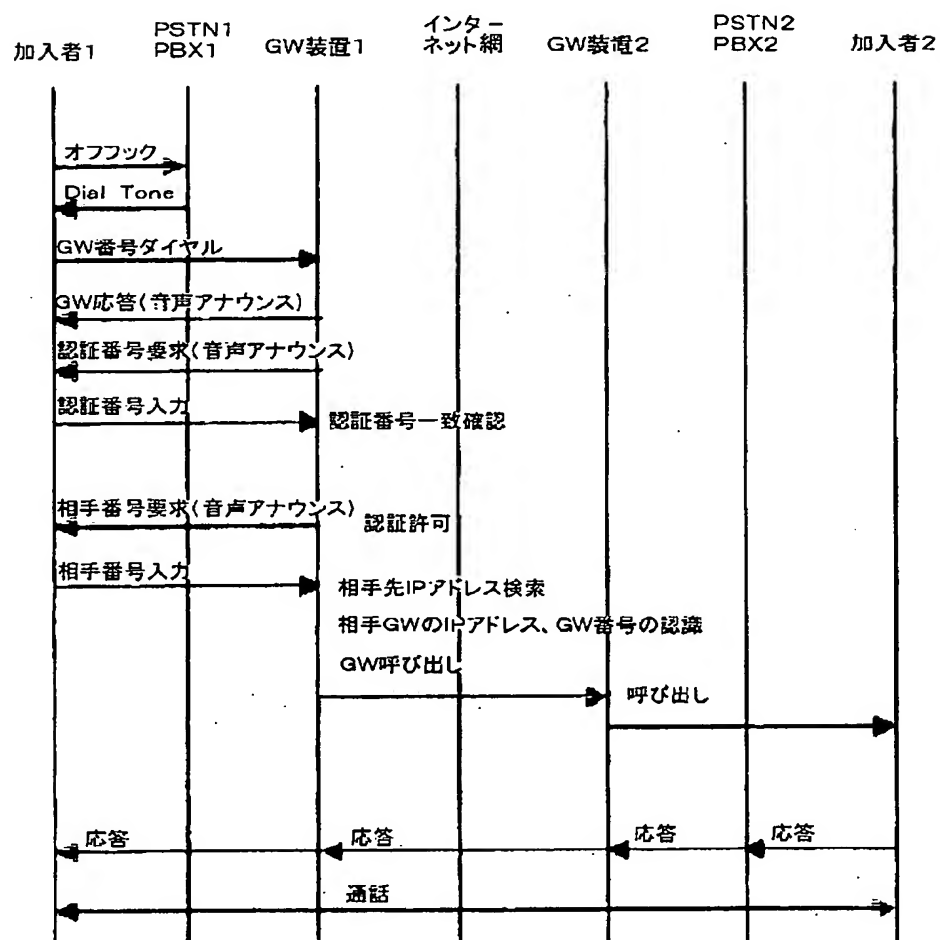 加入者1
PSTN1
PBX1
GW装置1
インター
ネット網
GW装置2
PSTN2
PBX2
加入者2
オフフック
Dial Tone
GW番号ダイヤル
GW応答(音声アナウンス)
認証番号要求(音声アナウンス)
認証番号入力
認証番号一致確認
相手番号要求(音声アナウンス)
認証許可
相手番号入力
相手先IPアドレス検索
相手GWのIPアドレス、GW番号の認識
GW呼び出し
呼び出し
応答
応答
応答
応答
通話